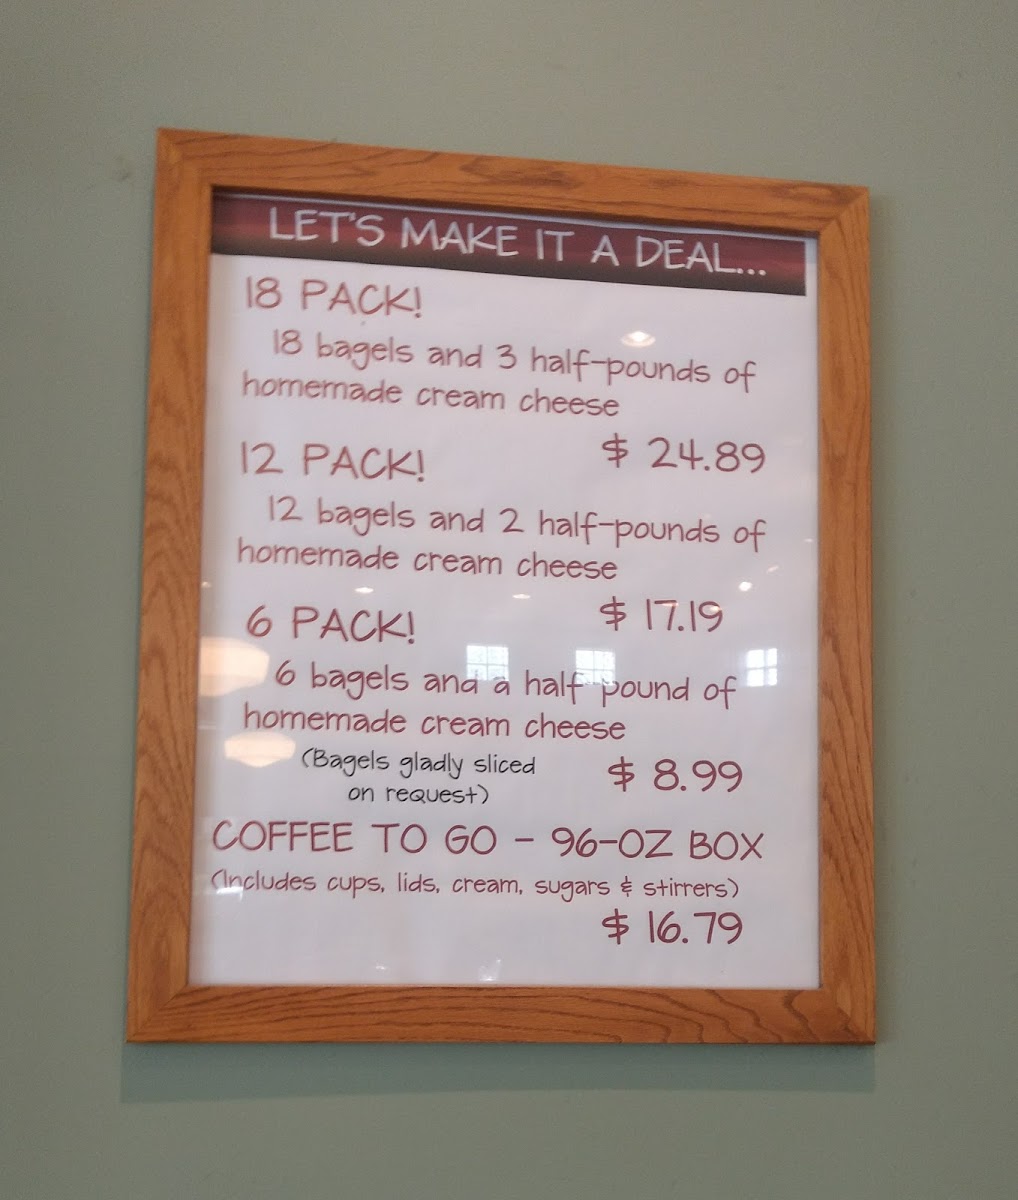 LET'S MAKE IT A DEAL...
18 PACK!
18 bagels and 3 half-pounds of
homemade cream cheese
$ 24.89
12 PACK!
12 bagels and 2 half-pounds of
homemade cream cheese
$ 17.19
6 PACK!
6 bagels and a half pound of
homemade cream cheese
(Bagels gladly sliced
on request)
$ 8.99
COFFEE TO GO - 96-OZ BOX
(Includes cups, lids, cream, sugars & stirrers)
$ 16.79